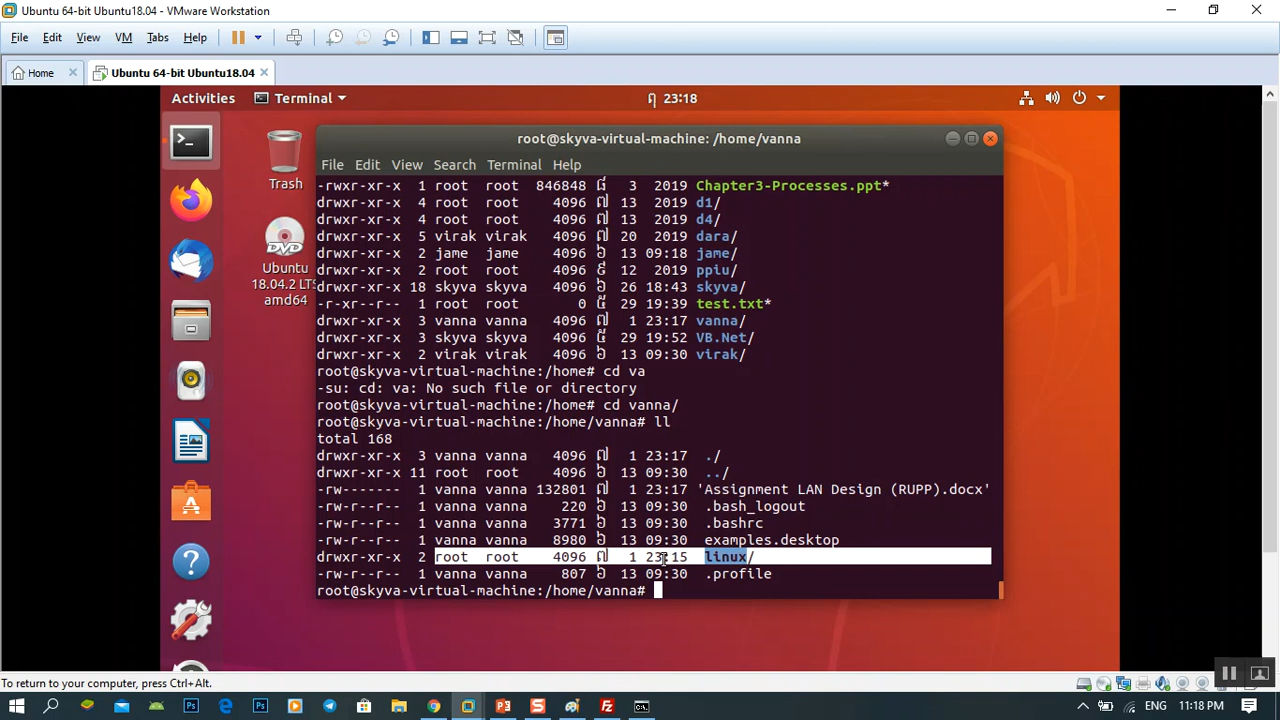 Ubuntu 64-bit Ubuntu18.04 - VMware Workstation
File Edit View VM Tabs Help
Home
Ubuntu 64-bit Ubuntu18.04
Activities Terminal ពុ 23:18
root@skyva-virtual-machine: /home/vanna
File Edit View Search Terminal Help
Trash
Ubuntu
18.04.2 LTS
amd64
-rwxr-xr-x 1 root root 846848 3 2019 Chapter3-Processes.ppt*
drwxr-xr-x 4 root root 4096 13 2019 d1/
drwxr-xr-x 4 root root 4096 13 2019 d4/
drwxr-xr-x 5 virak virak 4096 20 2019 dara/
drwxr-xr-x 2 jame jame 4096 13 09:18 jame/
drwxr-xr-x 2 root root 4096 12 2019 ppiu/
drwxr-xr-x 18 skyva skyva 4096 26 18:43 skyva/
-r-xr--r-- 1 root root 0 29 19:39 test.txt*
drwxr-xr-x 3 vanna vanna 4096 1 23:17 vanna/
drwxr-xr-x 3 skyva skyva 4096 29 19:52 VB.Net/
drwxr-xr-x 2 virak virak 4096 13 09:30 virak/
root@skyva-virtual-machine:/home# cd va
-su: cd: va: No such file or directory
root@skyva-virtual-machine:/home# cd vanna/
root@skyva-virtual-machine:/home/vanna# ll
total 168
drwxr-xr-x 3 vanna vanna 4096 1 23:17 ./
drwxr-xr-x 11 root root 4096 13 09:30 ../
-rw------- 1 vanna vanna 132801 1 23:17 'Assignment LAN Design (RUPP).docx'
-rw-r--r-- 1 vanna vanna 220 13 09:30 .bash_logout
-rw-r--r-- 1 vanna vanna 3771 13 09:30 .bashrc
-rw-r--r-- 1 vanna vanna 8980 13 09:30 examples.desktop
drwxr-xr-x 2 root root 4096 1 23:15 linux/
-rw-r--r-- 1 vanna vanna 807 13 09:30 .profile
root@skyva-virtual-machine:/home/vanna#
To return to your computer, press Ctrl+Alt.
ENG 11:18 PM